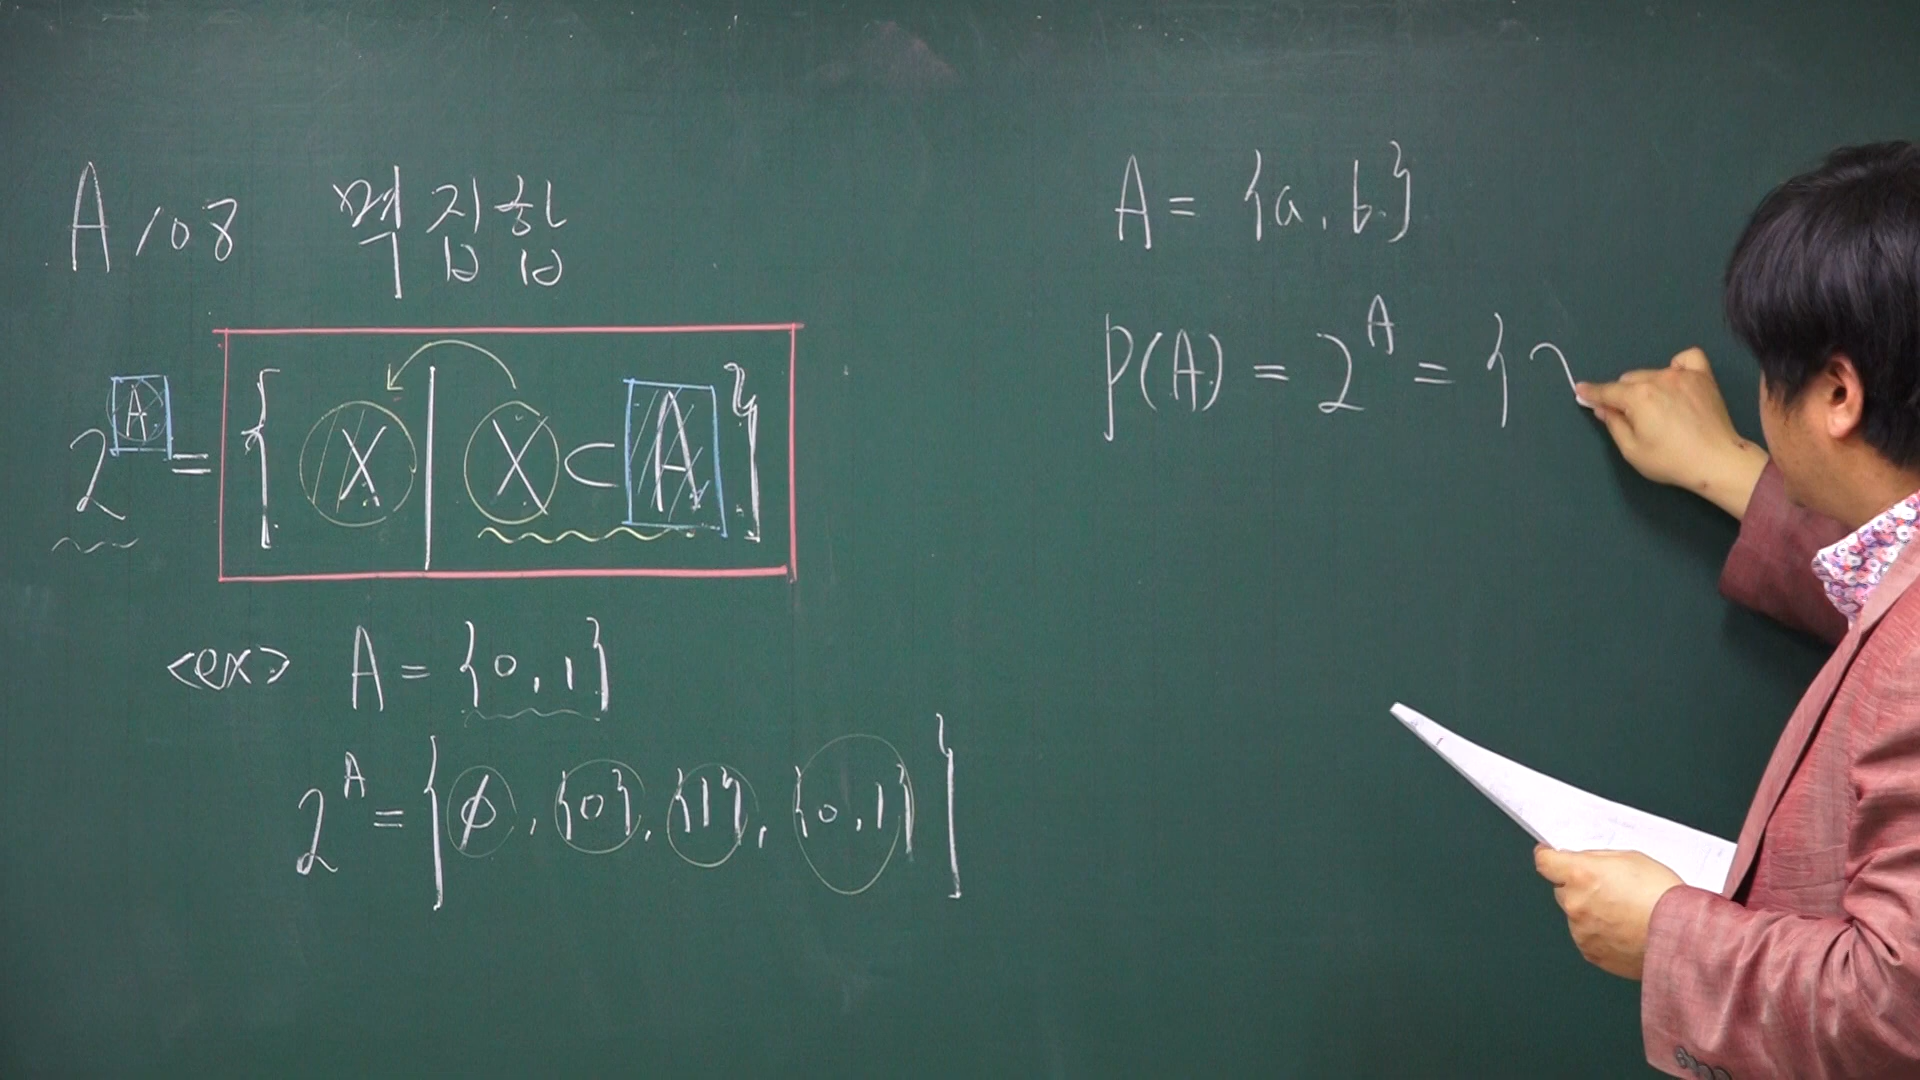 A108 멱집합
2^A = {X | X ⊂ A}
<ex> A = {0, 1}
2^A = {∅, {0}, {1}, {0, 1}}
A = {a, b}
P(A) = 2^A = {